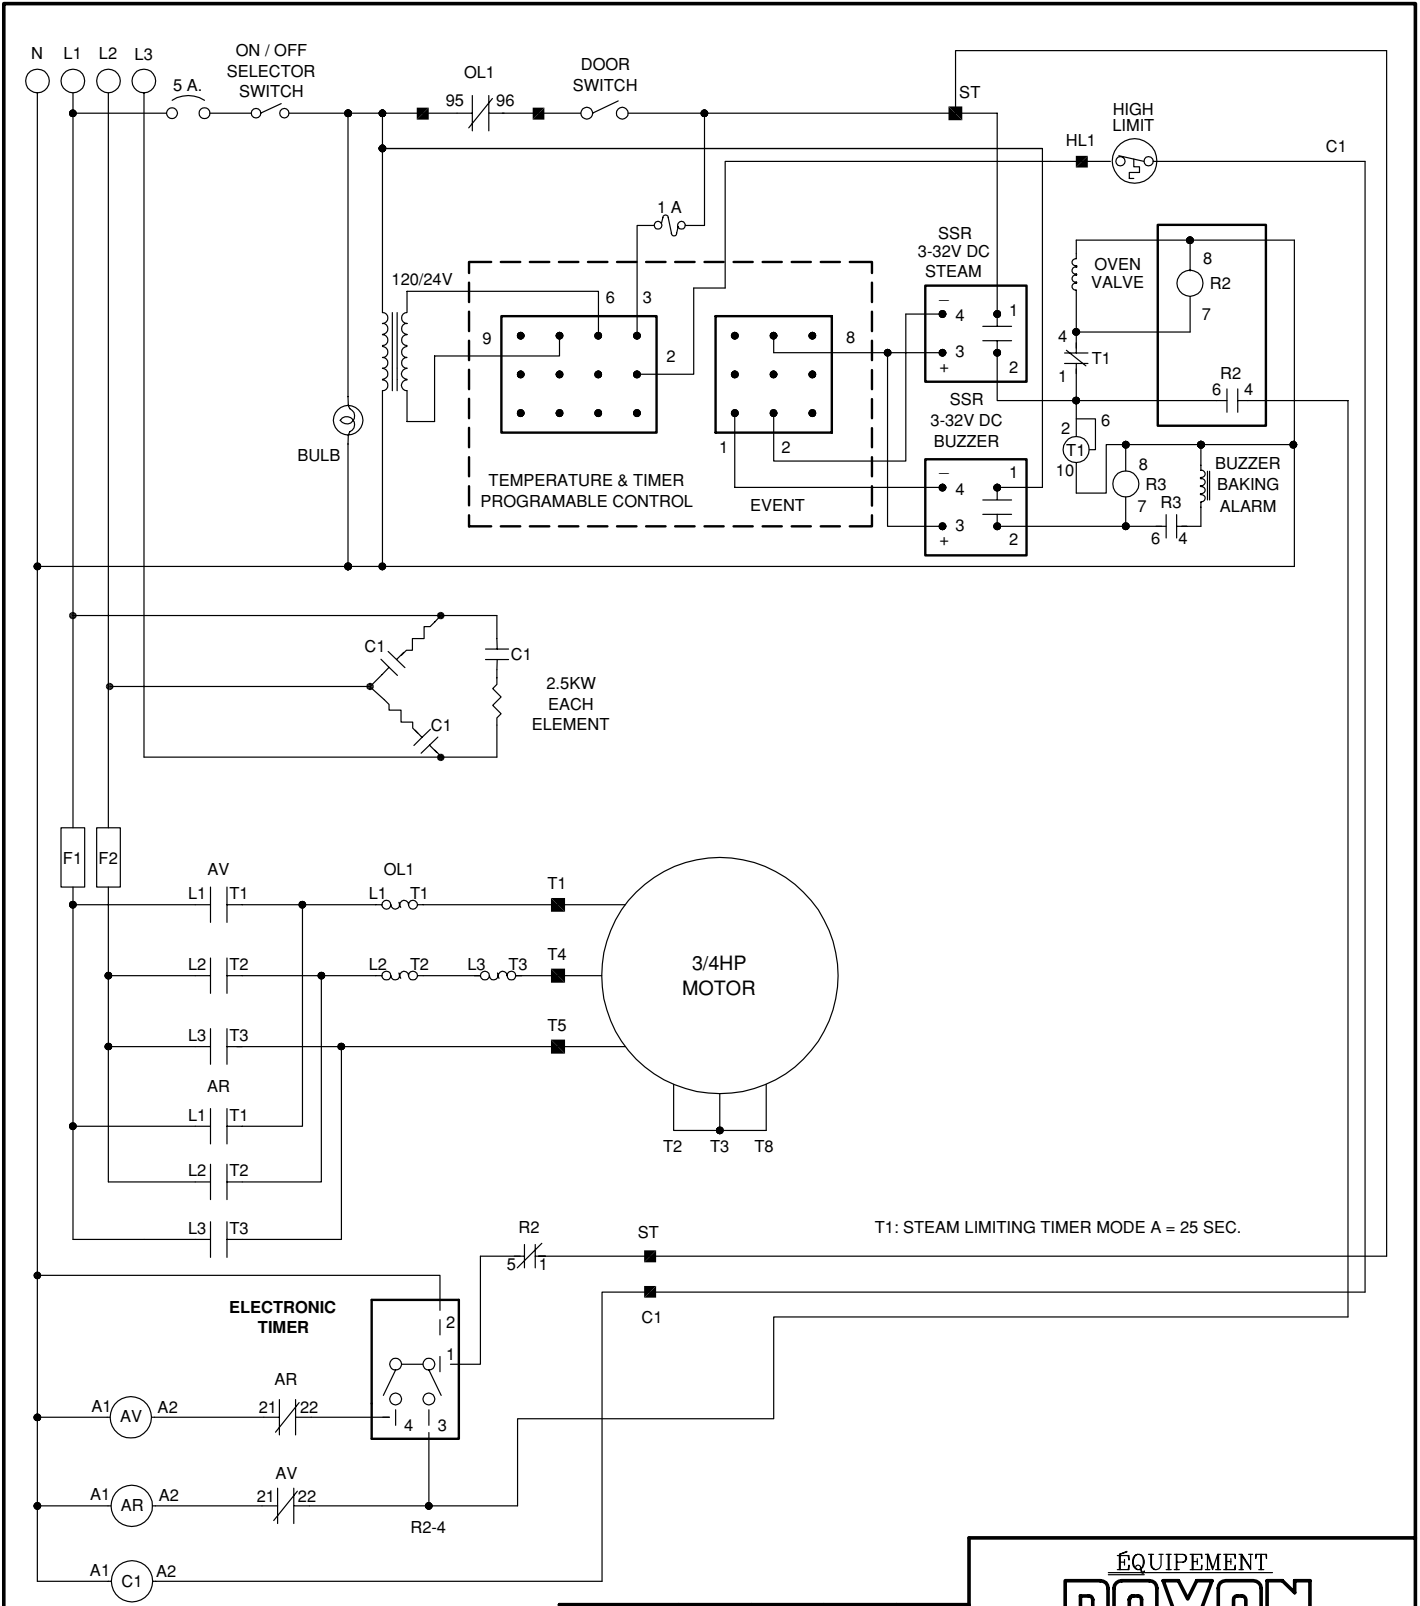 N L1 L2 L3
5 A.
ON / OFF
SELECTOR
SWITCH
OL1
95 96
DOOR
SWITCH
ST
HIGH
LIMIT
HL1
C1
1 A
120/24V
6 3
9
2
8
1
2
BULB
TEMPERATURE & TIMER
PROGRAMABLE CONTROL
EVENT
SSR
3-32V DC
STEAM
– 4 1
3
+ 2
SSR
3-32V DC
BUZZER
– 4 1
3
+ 2
OVEN
VALVE
8
R2
7
4
T1
1
R2
6 4
2 6
T1
10
8
R3
7
R3
6 4
BUZZER
BAKING
ALARM
C1
C1
C1
2.5KW
EACH
ELEMENT
F1 F2
AV
L1 T1
OL1
L1 T1
T1
L2 T2
L2 T2
L3 T3
T4
L3 T3
T5
3/4HP
MOTOR
T2 T3 T8
AR
L1 T1
L2 T2
L3 T3
R2
5 1
ST
C1
T1: STEAM LIMITING TIMER MODE A = 25 SEC.
ELECTRONIC
TIMER
2
1
4 3
A1 AV A2
AR
21 22
A1 AR A2
AV
21 22
R2-4
A1 C1 A2
ÉQUIPEMENT
DOYON